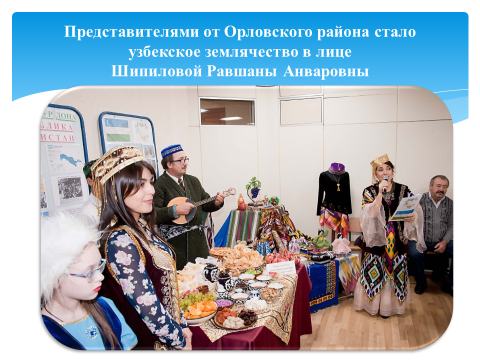 Представителями от Орловского района стало
узбекское землячество в лице
Шипиловой Равшаны Анваровны